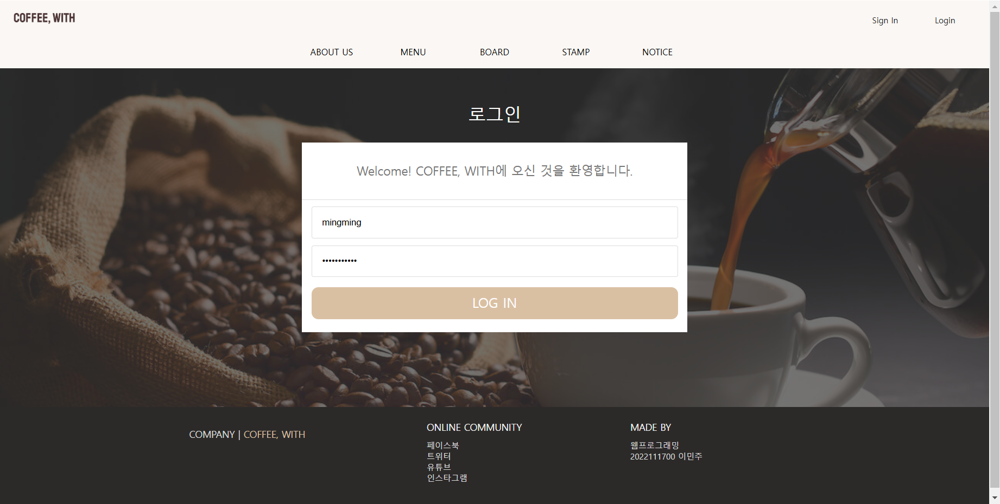 COFFEE, WITH
Sign In
Login
ABOUT US
MENU
BOARD
STAMP
NOTICE
로그인
Welcome! COFFEE, WITH에 오신 것을 환영합니다.
mingming
•••••••••••
LOG IN
COMPANY | COFFEE, WITH
ONLINE COMMUNITY
페이스북
트위터
유튜브
인스타그램
MADE BY
웹프로그래밍
2022111700 이민주